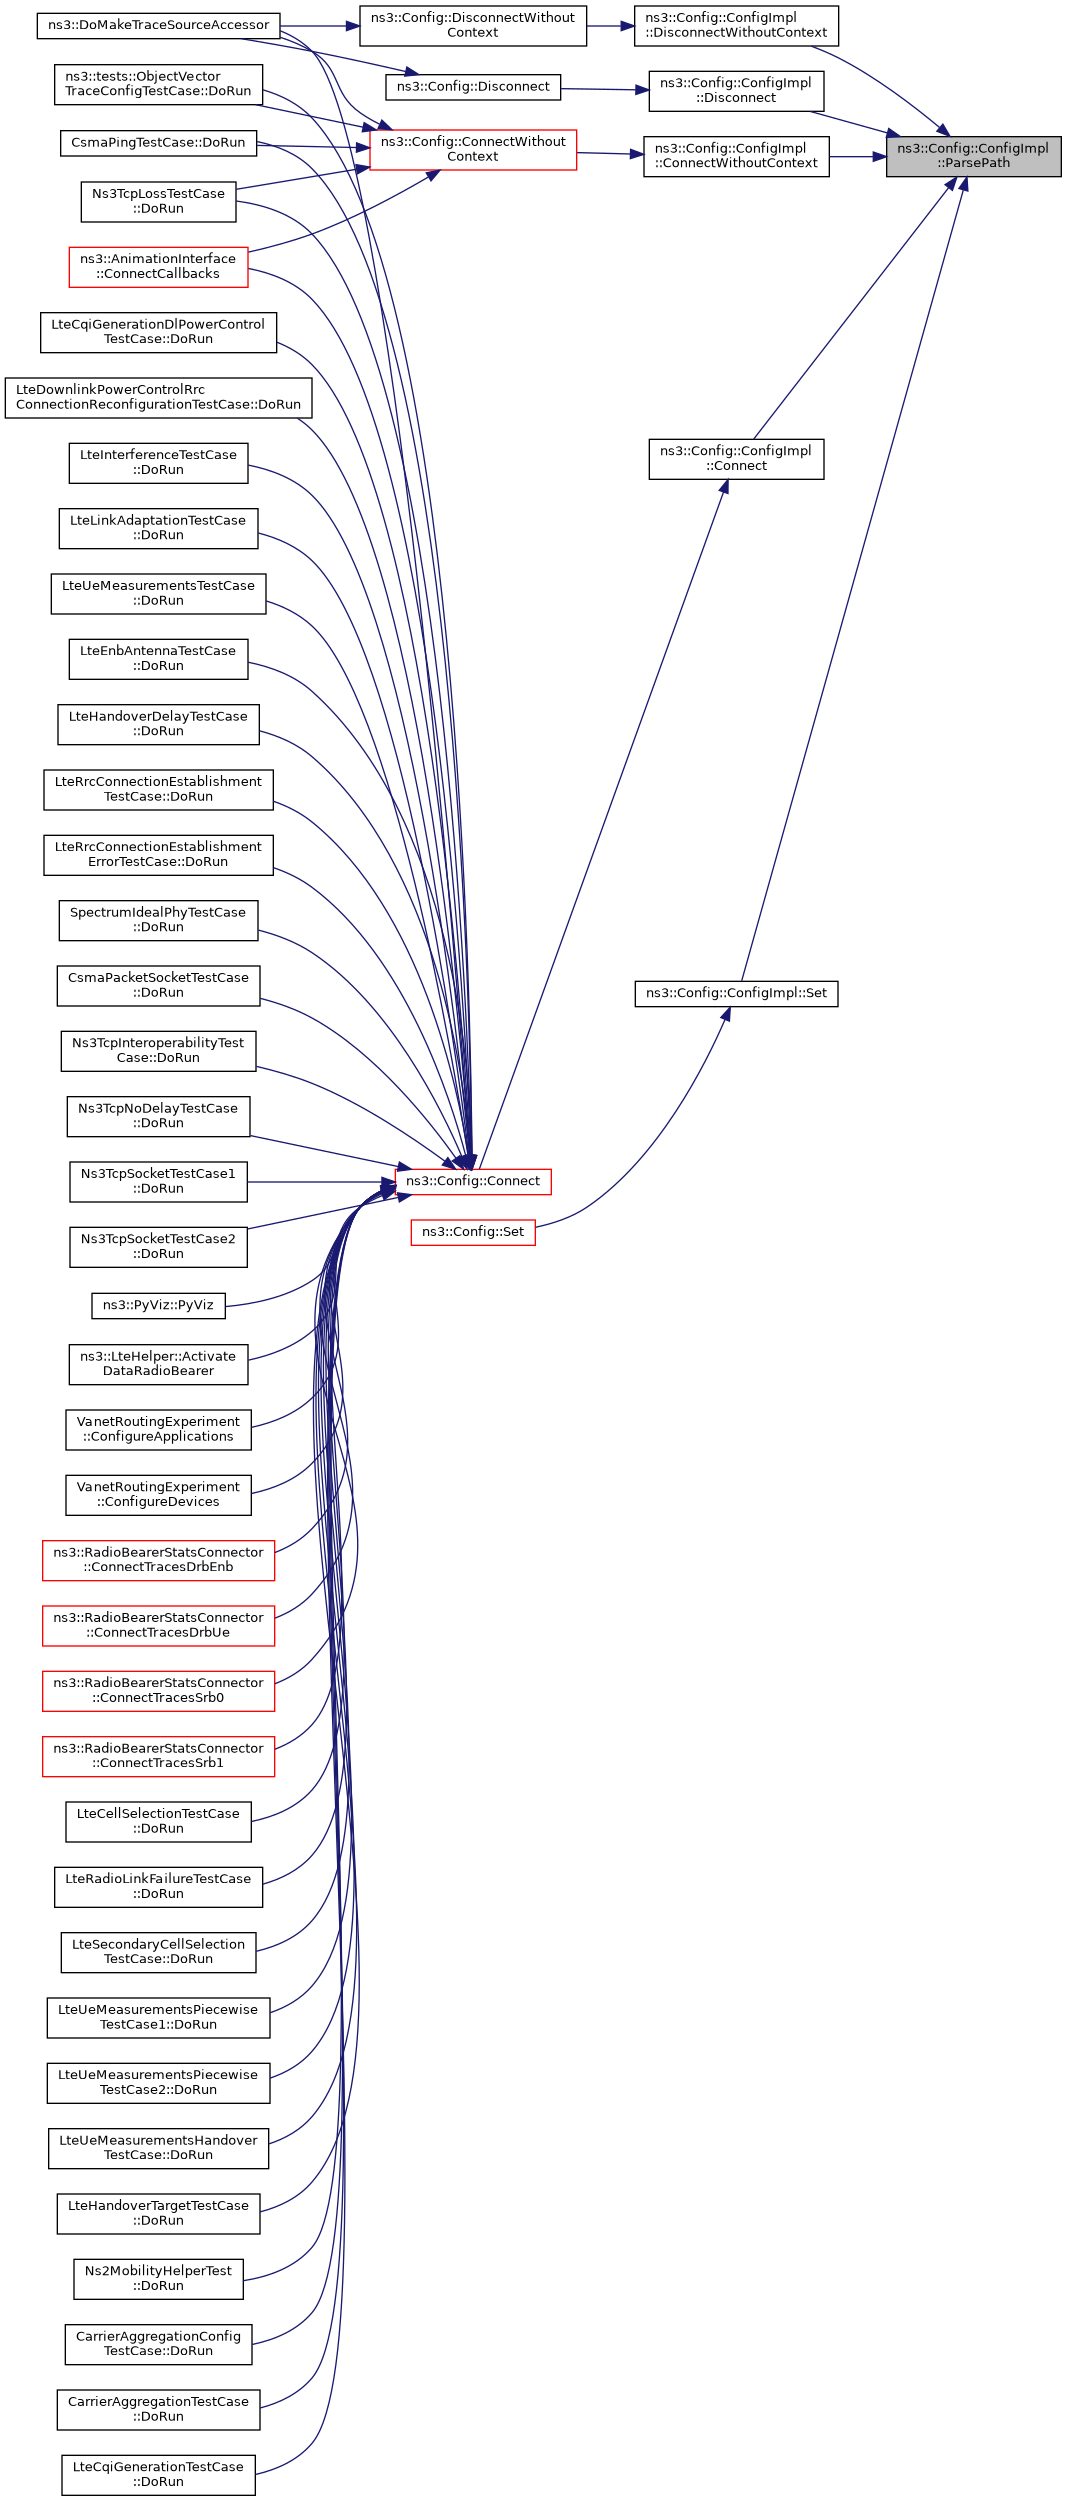 ns3::DoMakeTraceSourceAccessor
ns3::Config::DisconnectWithout
Context
ns3::Config::ConfigImpl
::DisconnectWithoutContext
ns3::Config::Disconnect
ns3::Config::ConfigImpl
::Disconnect
ns3::tests::ObjectVector
TraceConfigTestCase::DoRun
CsmaPingTestCase::DoRun
ns3::Config::ConnectWithout
Context
ns3::Config::ConfigImpl
::ConnectWithoutContext
ns3::Config::ConfigImpl
::ParsePath
Ns3TcpLossTestCase
::DoRun
ns3::AnimationInterface
::ConnectCallbacks
LteCqiGenerationDlPowerControl
TestCase::DoRun
LteDownlinkPowerControlRrc
ConnectionReconfigurationTestCase::DoRun
LteInterferenceTestCase
::DoRun
ns3::Config::ConfigImpl
::Connect
LteLinkAdaptationTestCase
::DoRun
LteUeMeasurementsTestCase
::DoRun
LteEnbAntennaTestCase
::DoRun
LteHandoverDelayTestCase
::DoRun
LteRrcConnectionEstablishment
TestCase::DoRun
LteRrcConnectionEstablishment
ErrorTestCase::DoRun
SpectrumIdealPhyTestCase
::DoRun
CsmaPacketSocketTestCase
::DoRun
ns3::Config::ConfigImpl::Set
Ns3TcpInteroperabilityTest
Case::DoRun
Ns3TcpNoDelayTestCase
::DoRun
Ns3TcpSocketTestCase1
::DoRun
ns3::Config::Connect
Ns3TcpSocketTestCase2
::DoRun
ns3::Config::Set
ns3::PyViz::PyViz
ns3::LteHelper::Activate
DataRadioBearer
VanetRoutingExperiment
::ConfigureApplications
VanetRoutingExperiment
::ConfigureDevices
ns3::RadioBearerStatsConnector
::ConnectTracesDrbEnb
ns3::RadioBearerStatsConnector
::ConnectTracesDrbUe
ns3::RadioBearerStatsConnector
::ConnectTracesSrb0
ns3::RadioBearerStatsConnector
::ConnectTracesSrb1
LteCellSelectionTestCase
::DoRun
LteRadioLinkFailureTestCase
::DoRun
LteSecondaryCellSelection
TestCase::DoRun
LteUeMeasurementsPiecewise
TestCase1::DoRun
LteUeMeasurementsPiecewise
TestCase2::DoRun
LteUeMeasurementsHandover
TestCase::DoRun
LteHandoverTargetTestCase
::DoRun
Ns2MobilityHelperTest
::DoRun
CarrierAggregationConfig
TestCase::DoRun
CarrierAggregationTestCase
::DoRun
LteCqiGenerationTestCase
::DoRun